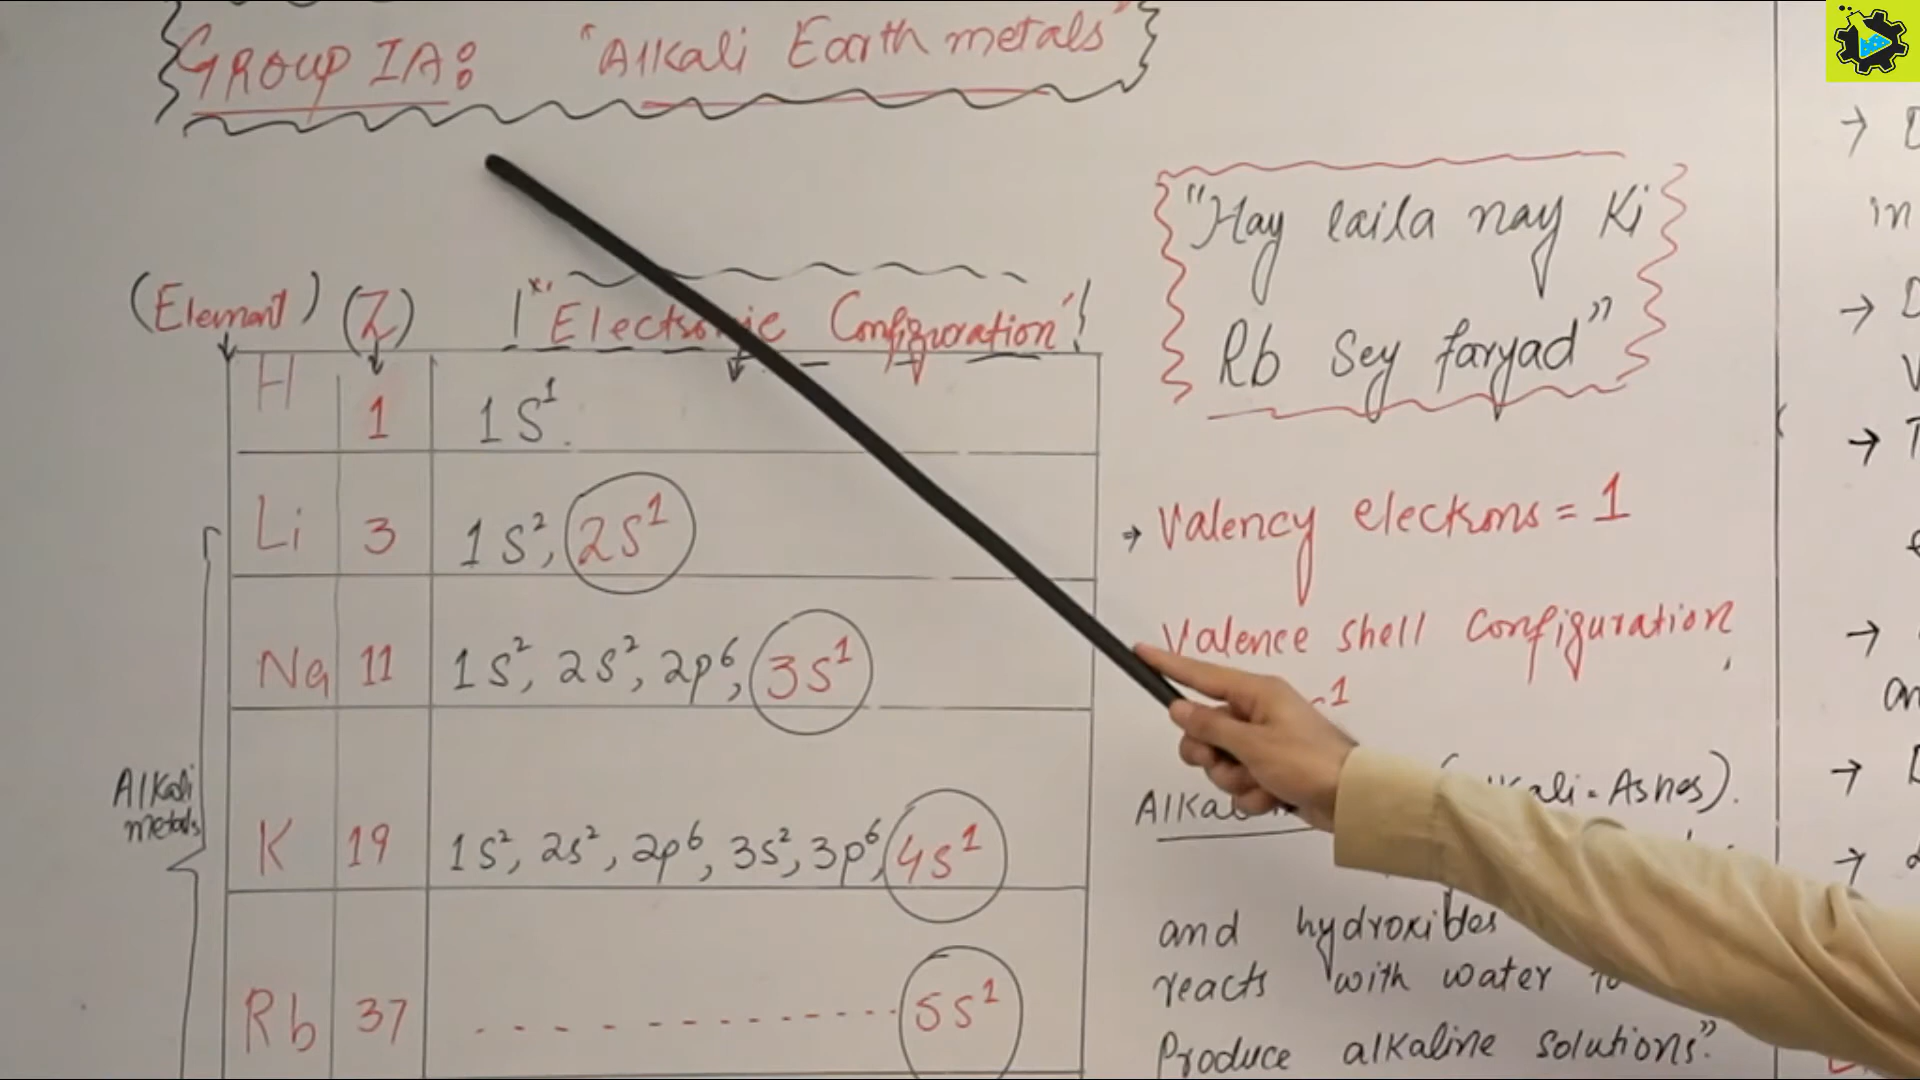 GROUP IA: "Alkali Earth metals"
(Element) (Z) "Electronic Configuration"
H 1 1S¹
Li 3 1S², 2S¹
Na 11 1S², 2S², 2p⁶, 3S¹
K 19 1S², 2S², 2p⁶, 3S², 3p⁶, 4S¹
Rb 37 - - - - - - - - - - - - - - 5S¹
Alkali
metals
"Hay laila nay Ki
Rb Sey faryad"
→ Valency electrons = 1
Valence shell Configuration
Ashes).
and hydroxides
reacts with water
Produce alkaline solutions"
→
in
→
→
→
→
→